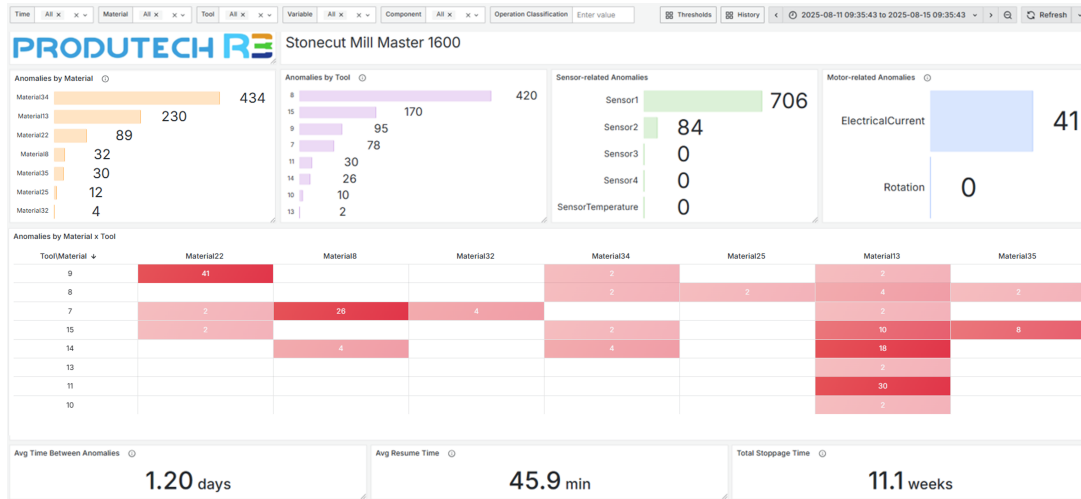 Time All × Material All × Tool All × Variable All × Component All × Operation Classification Enter value Thresholds History 2025-08-11 09:35:43 to 2025-08-15 09:35:43 Refresh
PRODUTECH R3 Stonecut Mill Master 1600
Anomalies by Material
Material34 434
Material13 230
Material22 89
Material8 32
Material35 30
Material25 12
Material32 4
Anomalies by Tool
8 420
15 170
9 95
7 78
11 30
14 26
10 10
13 2
Sensor-related Anomalies
Sensor1 706
Sensor2 84
Sensor3 0
Sensor4 0
SensorTemperature 0
Motor-related Anomalies
ElectricalCurrent 41
Rotation 0
Anomalies by Material x Tool
Tool\Material ↓ Material22 Material8 Material32 Material34 Material25 Material13 Material35
9 41 2 2
8 2 2 4 2
7 2 26 4 2
15 2 2 10 8
14 4 4 18
13 2
11 30
10 2
Avg Time Between Anomalies
1.20 days
Avg Resume Time
45.9 min
Total Stoppage Time
11.1 weeks